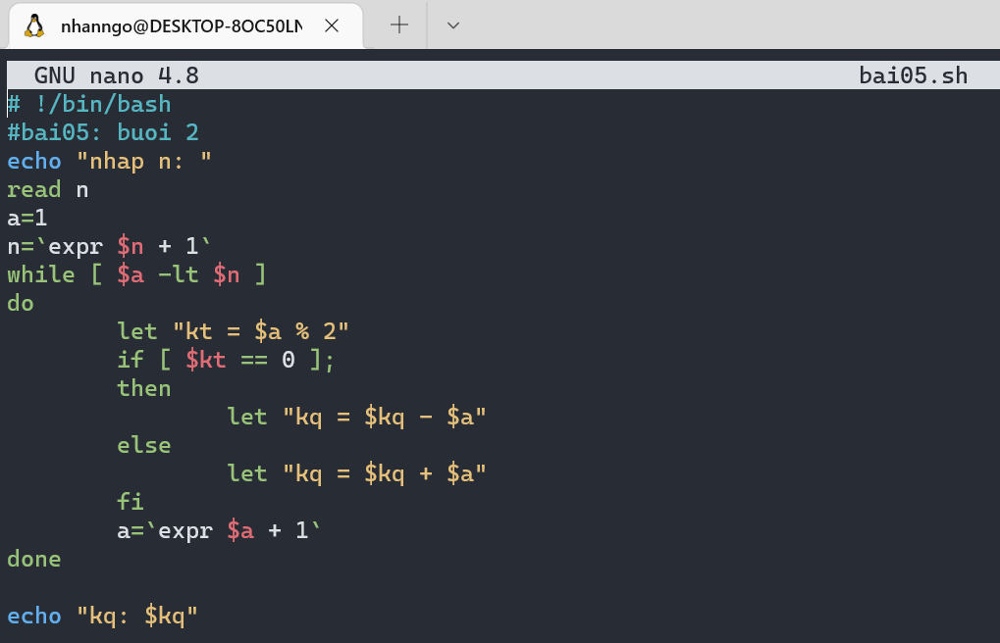 nhanngo@DESKTOP-8OC50LN
GNU nano 4.8 bai05.sh
# !/bin/bash
#bai05: buoi 2
echo "nhap n: "
read n
a=1
n=`expr $n + 1`
while [ $a -lt $n ]
do
        let "kt = $a % 2"
        if [ $kt == 0 ];
        then
                let "kq = $kq - $a"
        else
                let "kq = $kq + $a"
        fi
        a=`expr $a + 1`
done

echo "kq: $kq"